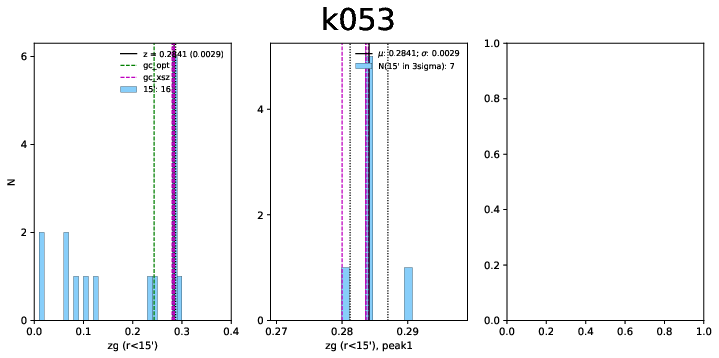 k053
z = 0.2841 (0.0029)
gc_opt
gc_xsz
15': 16
N
0
2
4
6
0.0 0.1 0.2 0.3 0.4
zg (r<15')
μ: 0.2841; σ: 0.0029
N(15' in 3sigma): 7
0
2
4
0.27 0.28 0.29
zg (r<15'), peak1
1.0
0.8
0.6
0.4
0.2
0.0
0.0 0.2 0.4 0.6 0.8 1.0